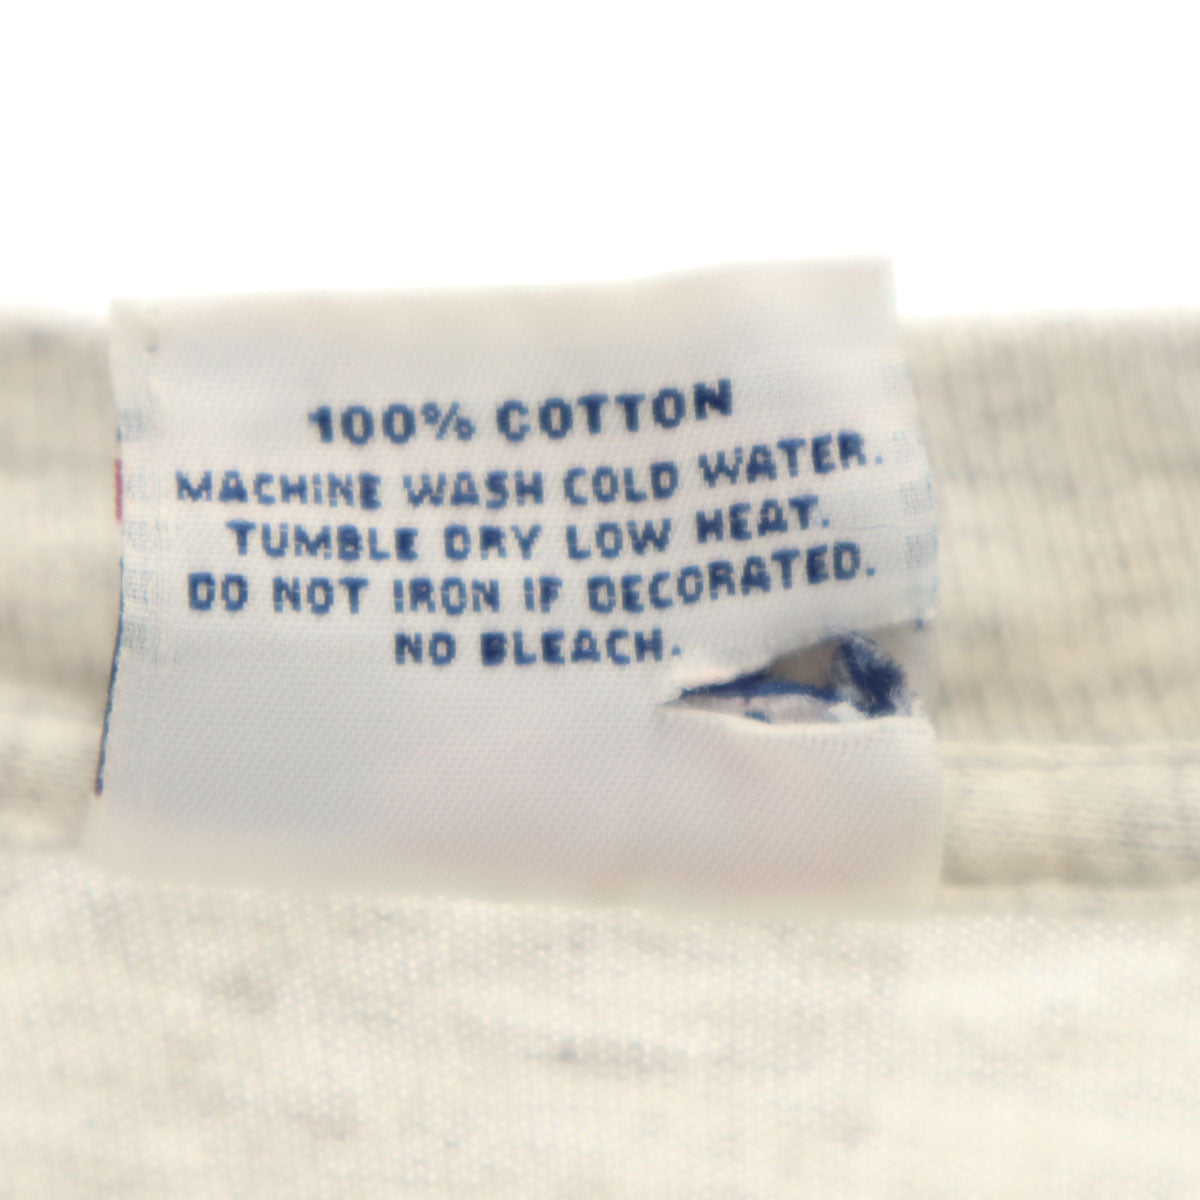 100% COTTON
MACHINE WASH COLD WATER.
TUMBLE DRY LOW HEAT.
DO NOT IRON IF DECORATED.
NO BLEACH.